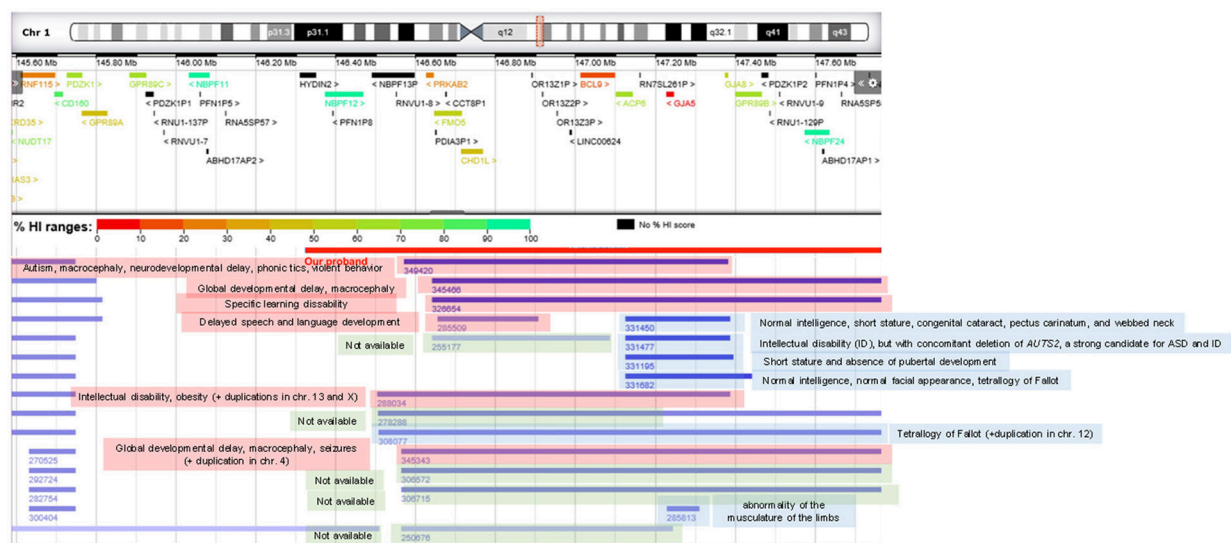 Chr 1
p31.3 p31.1 q12 q32.1 q41 q43
145.60 Mb 145.80 Mb 146.00 Mb 146.20 Mb 146.40 Mb 146.60 Mb 146.80 Mb 147.00 Mb 147.20 Mb 147.40 Mb 147.60 Mb
RNF115 > PDZK1 > GPR89C > < NBPF11 HYDIN2 > < NBPF13P < PRKAB2 OR13Z1P > BCL9 > RN7SL261P > GJA8 > < PDZK1P2 PFN1P4 >
R2 < CD160 < PDZK1P1 PFN1P5 > NBPF12 > RNVU1-8 > < CCT8P1 OR13Z2P > < ACP6 < GJA5 GPR89B > < RNVU1-9 RNA5SP5
RD35 > < GPR89A RNU1-137P RNA5SP57 > < PFN1P8 < FMO5 OR13Z3P > RNU1-129P
< NUDT17 < RNVU1-7 PDIA3P1 > < LINC00624 < NBPF24
ABHD17AP2 > CHD1L > ABHD17AP1 >
IAS3 >
% HI ranges:
0 10 20 30 40 50 60 70 80 90 100
No % HI score
Our proband
Autism, macrocephaly, neurodevelopmental delay, phonic tics, violent behavior
349420
Global developmental delay, macrocephaly
345466
Specific learning dissability
326654
Delayed speech and language development
285509
331450
Normal intelligence, short stature, congenital cataract, pectus carinatum, and webbed neck
Not available
255177
331477
Intellectual disability (ID), but with concomitant deletion of AUTS2, a strong candidate for ASD and ID
331195
Short stature and absence of pubertal development
331682
Normal intelligence, normal facial appearance, tetrallogy of Fallot
Intellectual disability, obesity (+ duplications in chr. 13 and X)
288034
Not available
278288
306077
Tetrallogy of Fallot (+duplication in chr. 12)
Global developmental delay, macrocephaly, seizures
(+ duplication in chr. 4)
270525
345343
292724
Not available
306572
282754
Not available
306715
300404
285813
abnormality of the
musculature of the limbs
Not available
250676